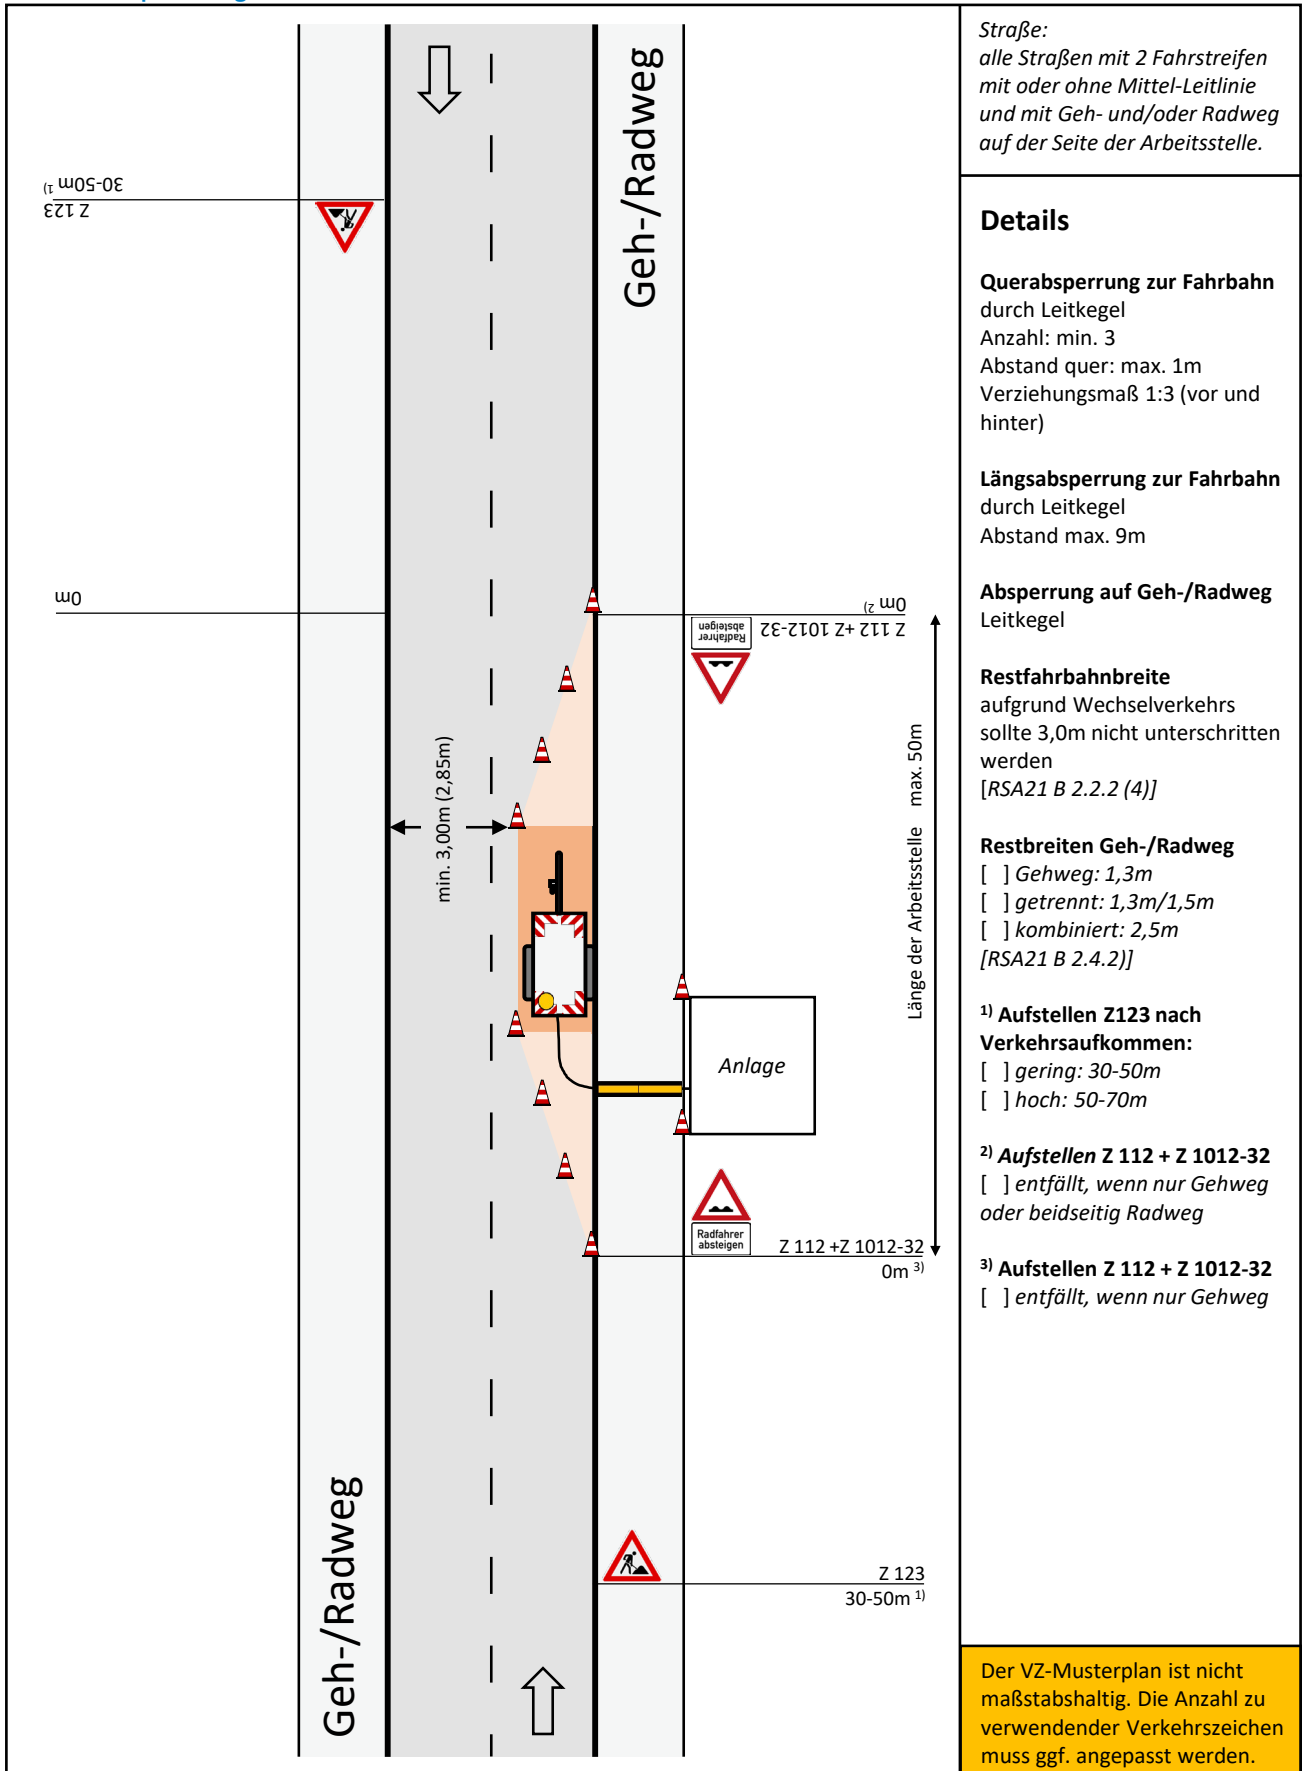 Geh-/Radweg
30-50m 1)
Z 123
0m
0m 2)
Z 112 +Z 1012-32
Radfahrer
absteigen
min. 3,00m (2,85m)
Länge der Arbeitsstelle max. 50m
Anlage
Radfahrer
absteigen
Z 112 +Z 1012-32
0m 3)
Geh-/Radweg
Z 123
30-50m 1)
Straße:
alle Straßen mit 2 Fahrstreifen
mit oder ohne Mittel-Leitlinie
und mit Geh- und/oder Radweg
auf der Seite der Arbeitsstelle.
Details
Querabsperrung zur Fahrbahn
durch Leitkegel
Anzahl: min. 3
Abstand quer: max. 1m
Verziehungsmaß 1:3 (vor und
hinter)
Längsabsperrung zur Fahrbahn
durch Leitkegel
Abstand max. 9m
Absperrung auf Geh-/Radweg
Leitkegel
Restfahrbahnbreite
aufgrund Wechselverkehrs
sollte 3,0m nicht unterschritten
werden
[RSA21 B 2.2.2 (4)]
Restbreiten Geh-/Radweg
[ ] Gehweg: 1,3m
[ ] getrennt: 1,3m/1,5m
[ ] kombiniert: 2,5m
[RSA21 B 2.4.2)]
1) Aufstellen Z123 nach
Verkehrsaufkommen:
[ ] gering: 30-50m
[ ] hoch: 50-70m
2) Aufstellen Z 112 + Z 1012-32
[ ] entfällt, wenn nur Gehweg
oder beidseitig Radweg
3) Aufstellen Z 112 + Z 1012-32
[ ] entfällt, wenn nur Gehweg
Der VZ-Musterplan ist nicht
maßstabshaltig. Die Anzahl zu
verwendender Verkehrszeichen
muss ggf. angepasst werden.